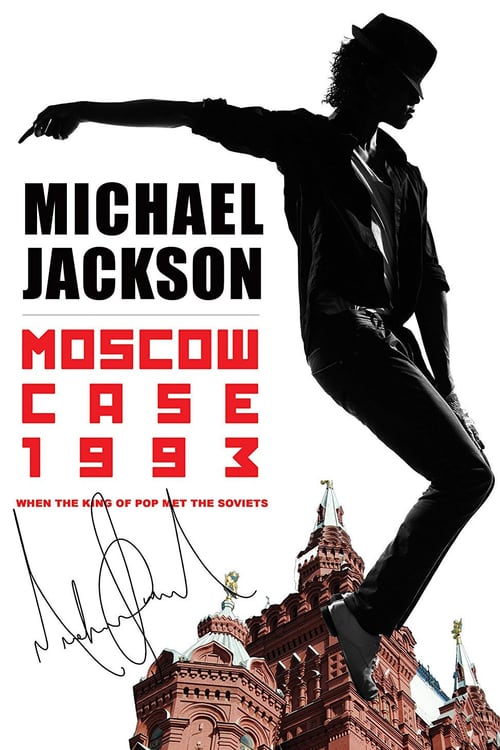 MICHAEL
JACKSON
MOSCOW
CASE
1993
WHEN THE KING OF POP MET THE SOVIETS